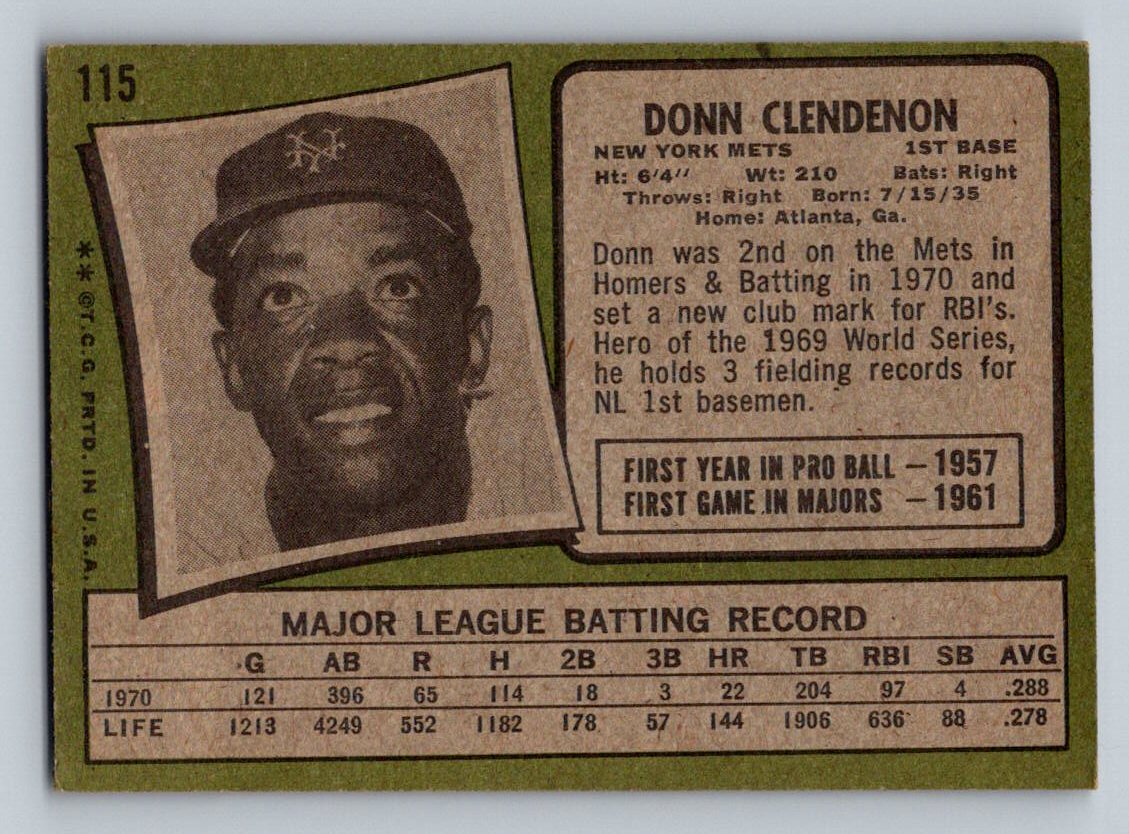 115
NY
**©T.C.G. PRTD. IN U.S.A.
DONN CLENDENON
NEW YORK METS 1ST BASE
Ht: 6'4" Wt: 210 Bats: Right
Throws: Right Born: 7/15/35
Home: Atlanta, Ga.
Donn was 2nd on the Mets in
Homers & Batting in 1970 and
set a new club mark for RBI's.
Hero of the 1969 World Series,
he holds 3 fielding records for
NL 1st basemen.
FIRST YEAR IN PRO BALL – 1957
FIRST GAME IN MAJORS – 1961
MAJOR LEAGUE BATTING RECORD
G AB R H 2B 3B HR TB RBI SB AVG
1970 121 396 65 114 18 3 22 204 97 4 .288
LIFE 1213 4249 552 1182 178 57 144 1906 636 88 .278